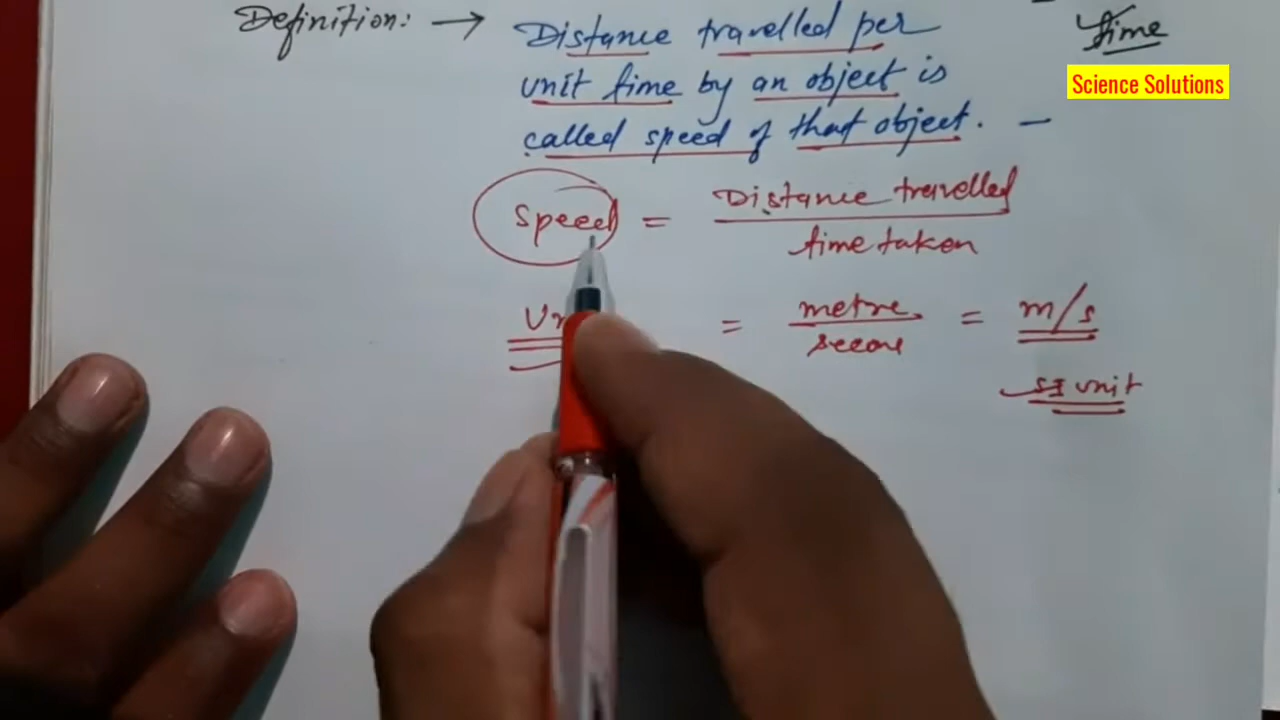 Definition: → Distance travelled per
time
unit time by an object is
Science Solutions
called speed of that object. —
Speed = Distance travelled
time taken
= metre = m/s
SI unit